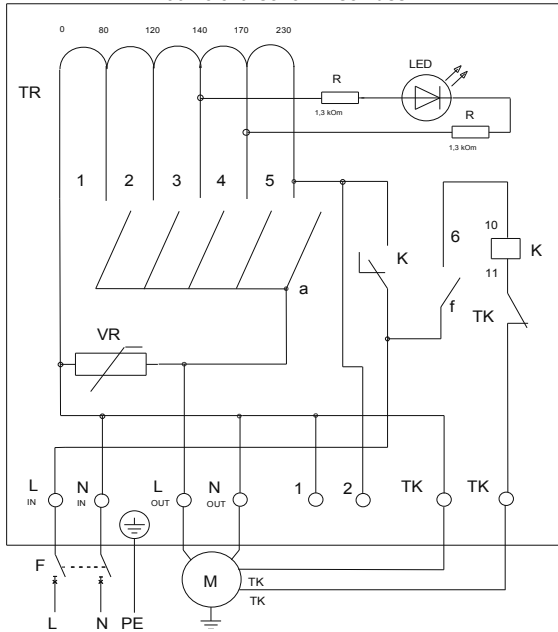 0 80 120 140 170 230
LED
TR
R
1,3 kOm
R
1,3 kOm
1 2 3 4 5
6
10
K
K
11
a
f
TK
VR
L
IN
N
IN
L
OUT
N
OUT
1
2
TK
TK
F
M
TK
TK
L N PE